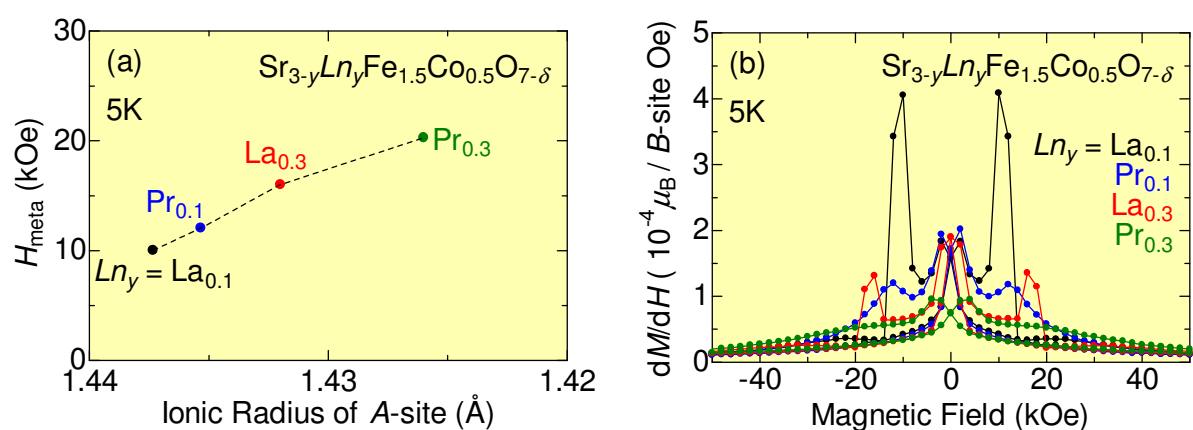 (a)
Sr3-yLnyFe1.5Co0.5O7-δ
5K
Pr0.3
La0.3
Pr0.1
Lny = La0.1
30
20
10
0
1.44
1.43
1.42
Hmeta (kOe)
Ionic Radius of A-site (Å)
(b)
Sr3-yLnyFe1.5Co0.5O7-δ
5K
Lny = La0.1
Pr0.1
La0.3
Pr0.3
5
4
3
2
1
0
-40
-20
0
20
40
dM/dH ( 10-4 μB / B-site Oe)
Magnetic Field (kOe)